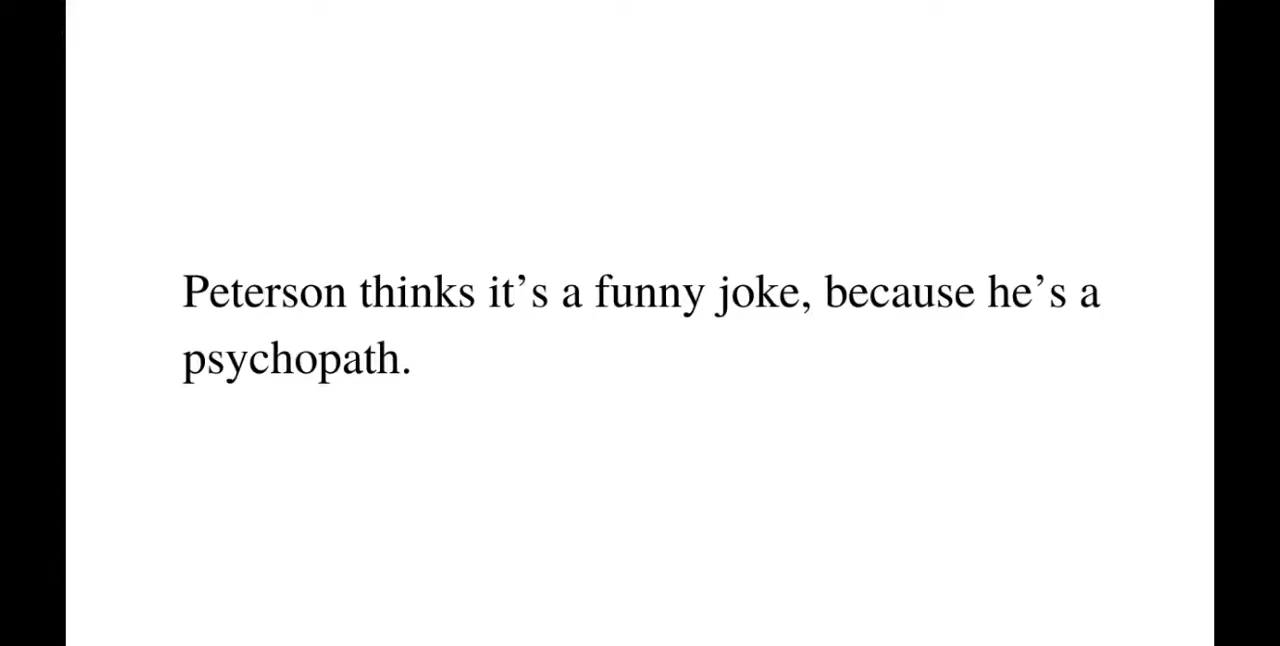 Peterson thinks it’s a funny joke, because he’s a
psychopath.